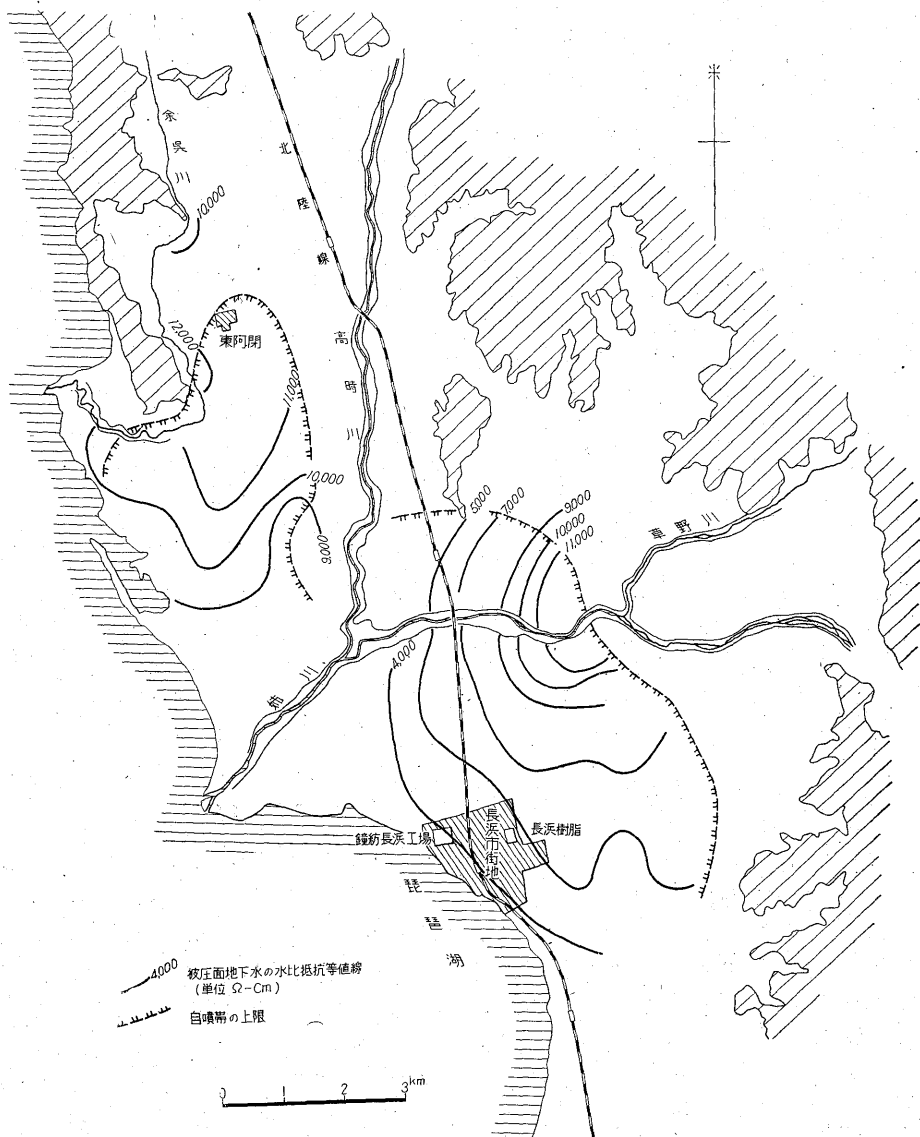 余呉川
10,000
北陸線
12,000
東阿閉
11,000
高時川
10,000
9,000
5,000
7,000
9,000
10,000
11,000
草野川
4,000
姉川
鐘紡長浜工場
長浜市街地
長浜樹脂
琵琶湖
4,000 被圧面地下水の水比抵抗等値線
(単位 Ω-Cm)
自噴帯の上限
0 1 2 3km